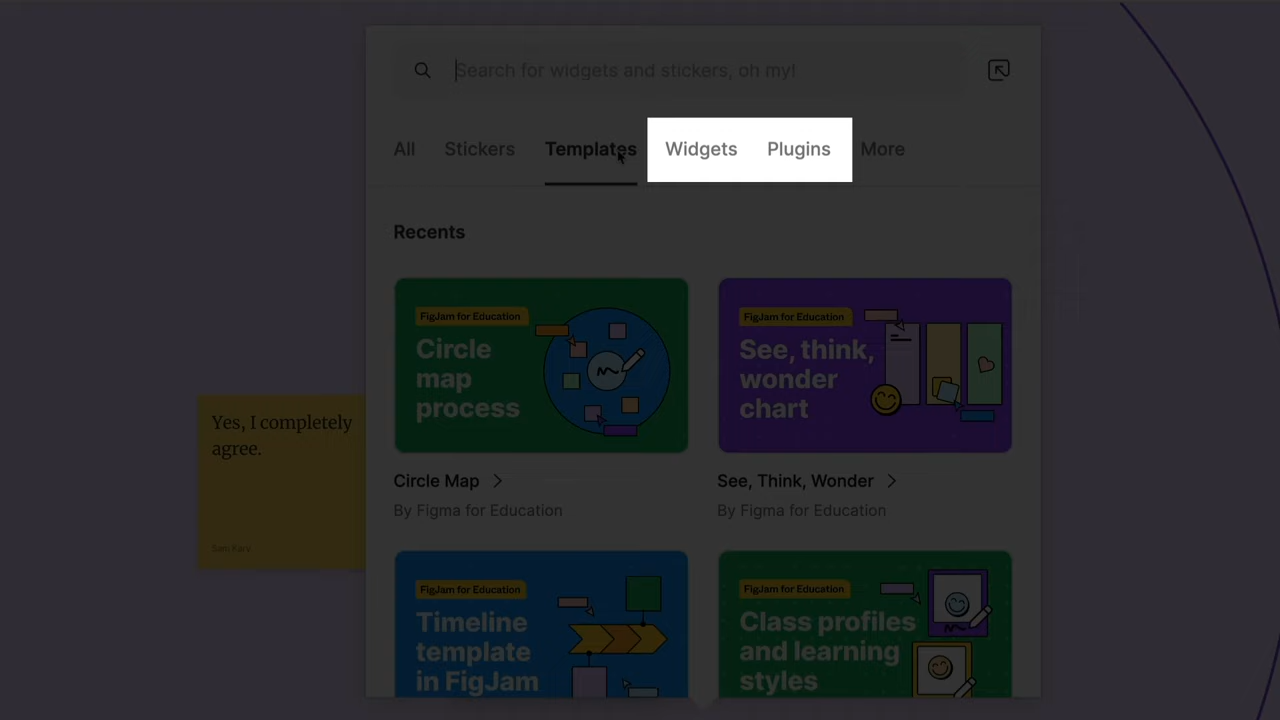 Search for widgets and stickers, oh my!
All Stickers Templates Widgets Plugins More
Recents
FigJam for Education
Circle
map
process
FigJam for Education
See, think,
wonder
chart
Circle Map
By Figma for Education
See, Think, Wonder
By Figma for Education
Yes, I completely
agree.
FigJam for Education
Timeline
template
in FigJam
FigJam for Education
Class profiles
and learning
styles